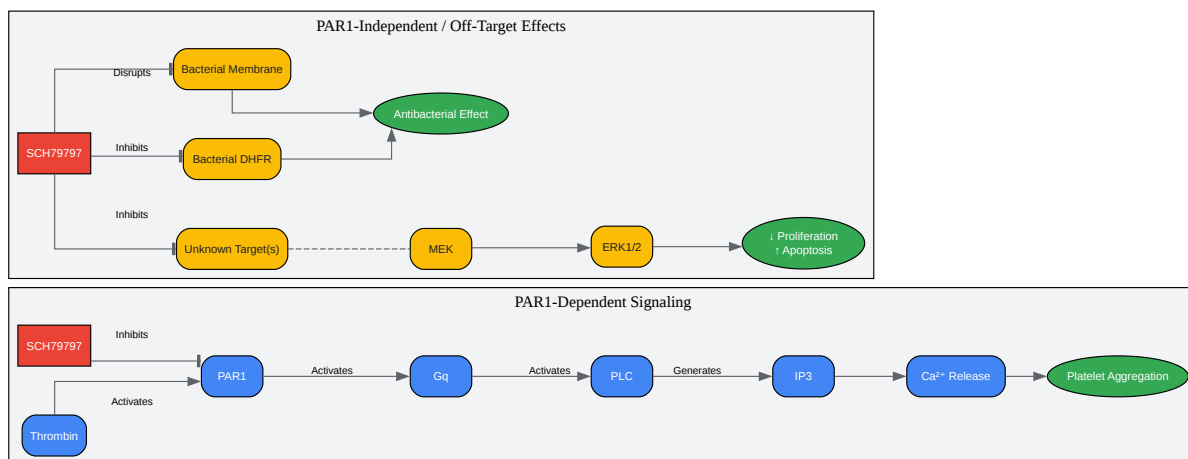 PAR1-Independent / Off-Target Effects
Disrupts
Bacterial Membrane
Antibacterial Effect
SCH79797
Inhibits
Bacterial DHFR
Inhibits
Unknown Target(s)
MEK
ERK1/2
↓ Proliferation
↑ Apoptosis
PAR1-Dependent Signaling
SCH79797
Inhibits
PAR1
Activates
Gq
Activates
PLC
Generates
IP3
Ca²⁺ Release
Platelet Aggregation
Activates
Thrombin